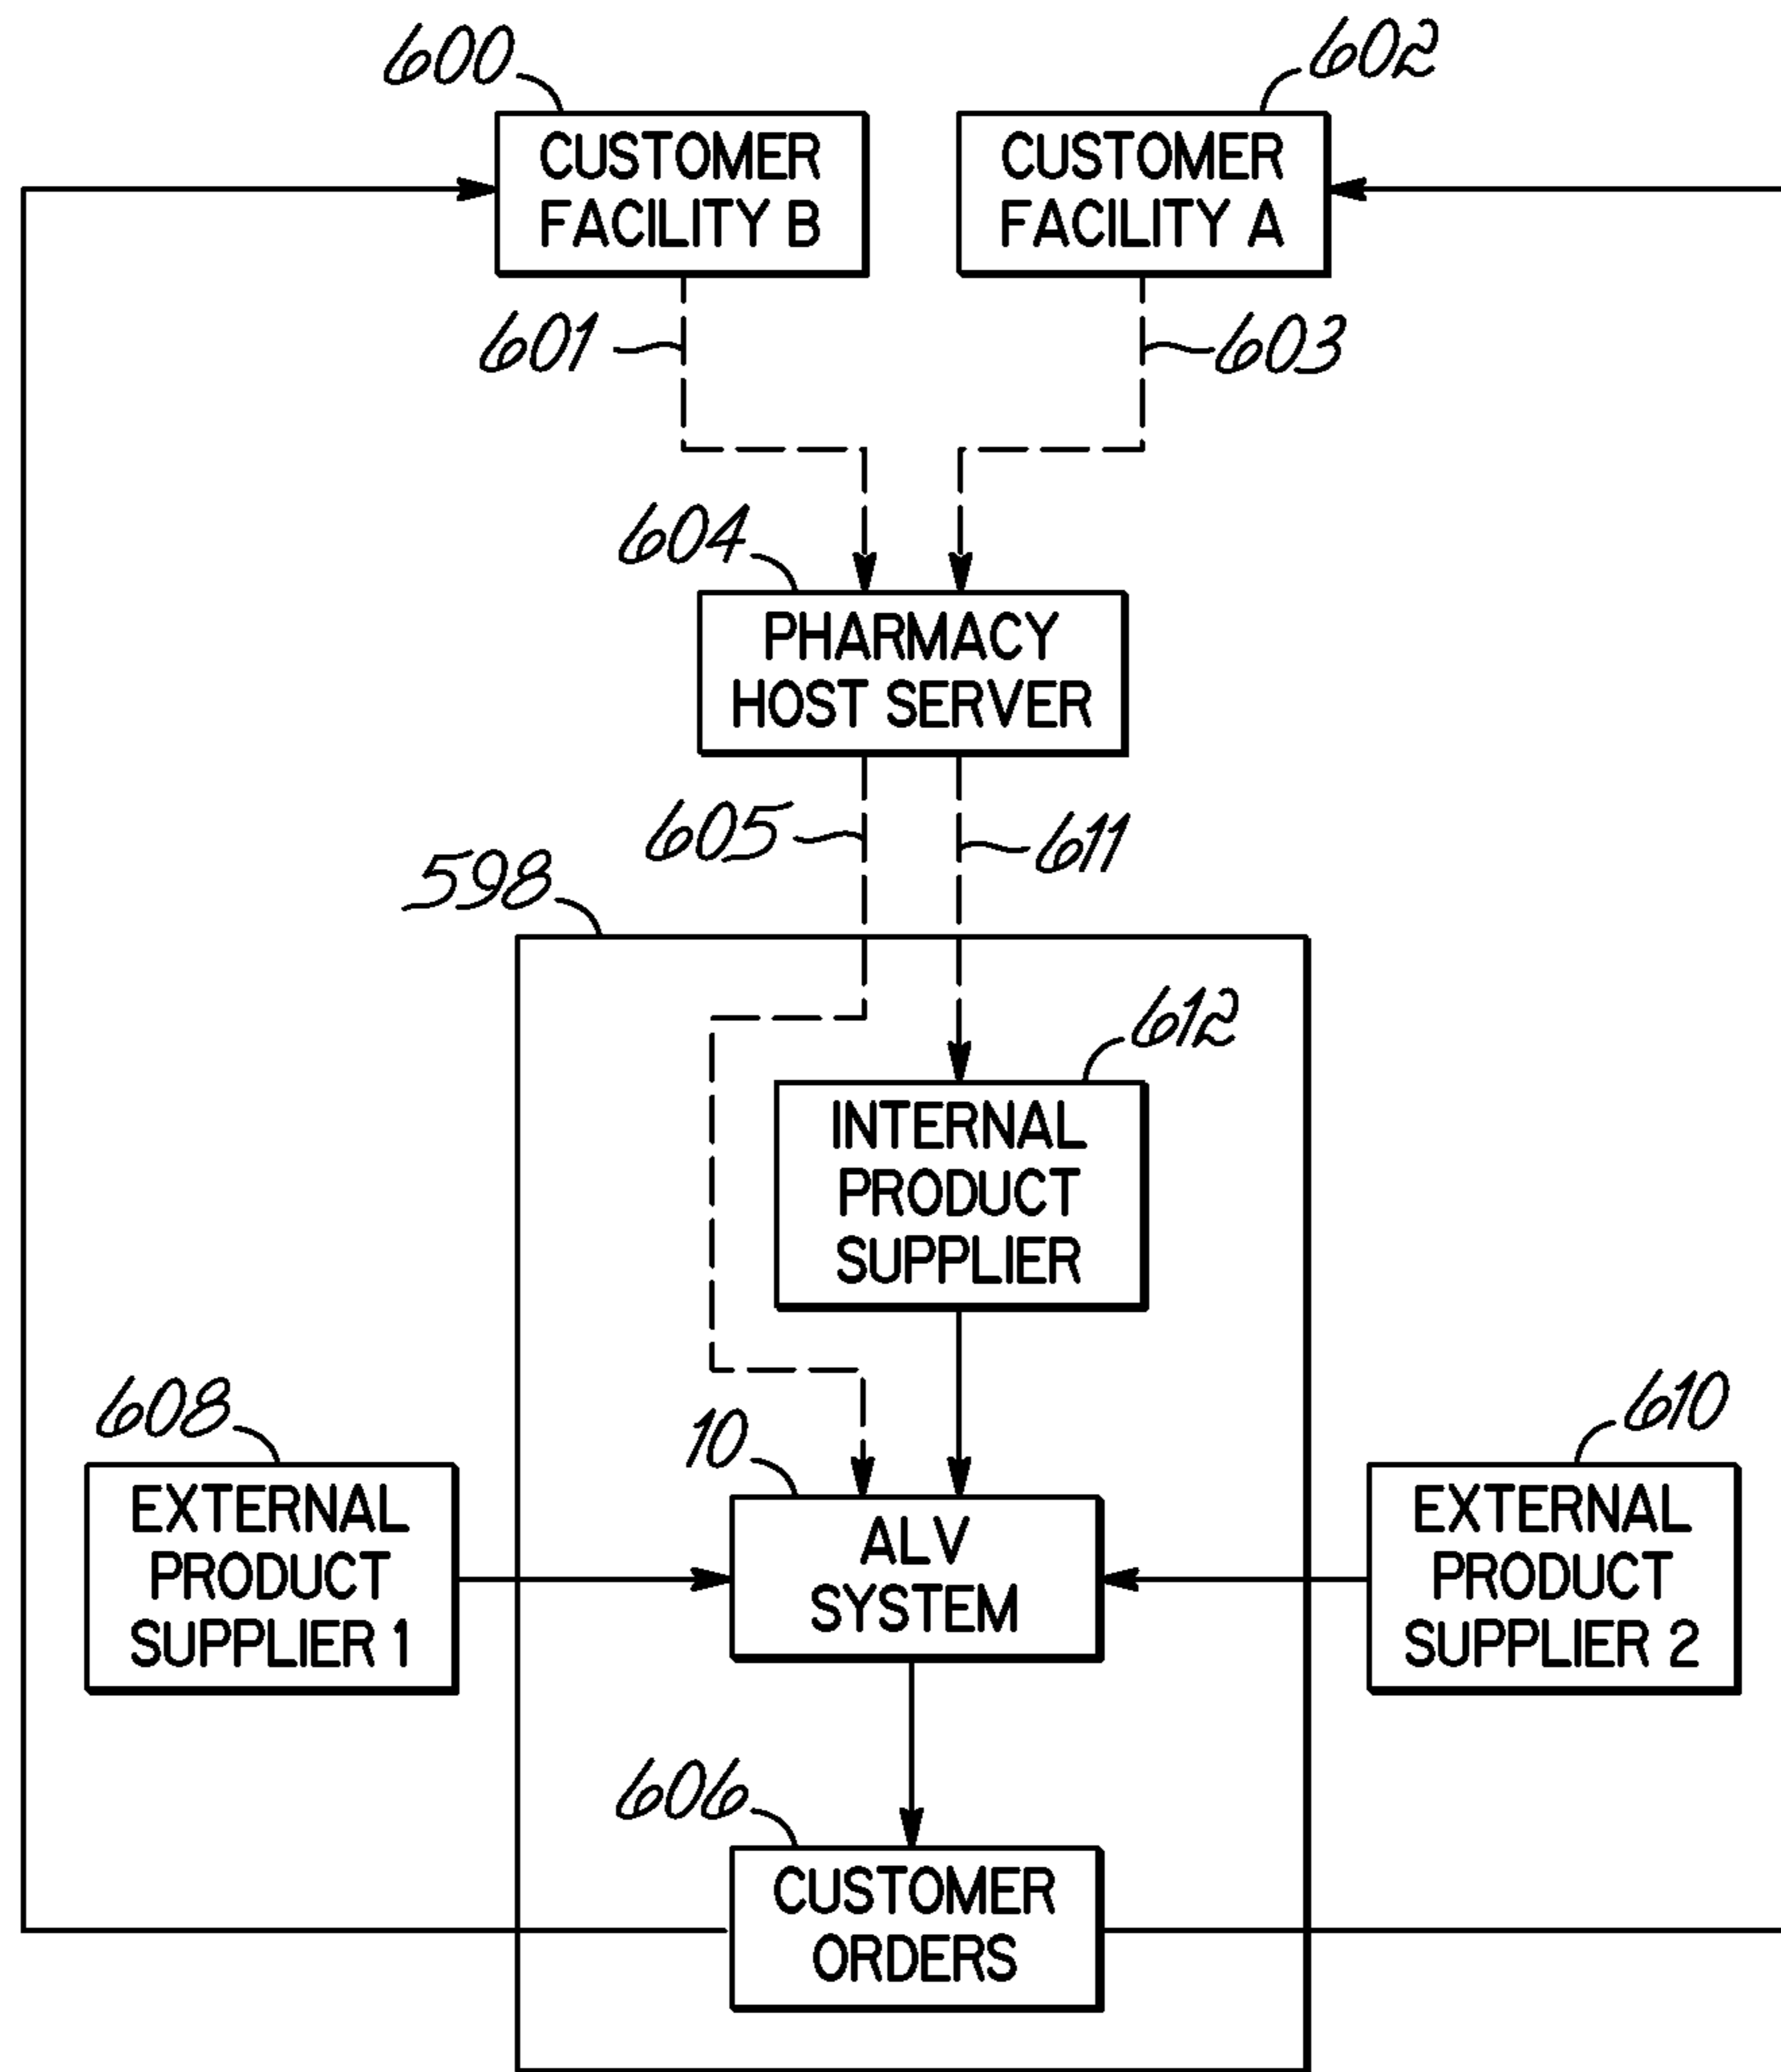 600
602
CUSTOMER
FACILITY B
CUSTOMER
FACILITY A
601
603
604
PHARMACY
HOST SERVER
605
611
598
612
INTERNAL
PRODUCT
SUPPLIER
608
10
610
EXTERNAL
PRODUCT
SUPPLIER 1
ALV
SYSTEM
EXTERNAL
PRODUCT
SUPPLIER 2
606
CUSTOMER
ORDERS